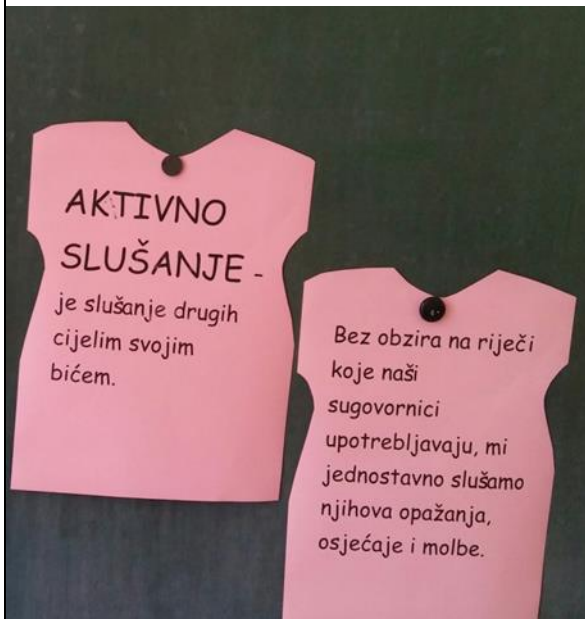 AKTIVNO
SLUŠANJE -
je slušanje drugih
cijelim svojim
bićem.
Bez obzira na riječi
koje naši
sugovornici
upotrebljavaju, mi
jednostavno slušamo
njihova opažanja,
osjećaje i molbe.